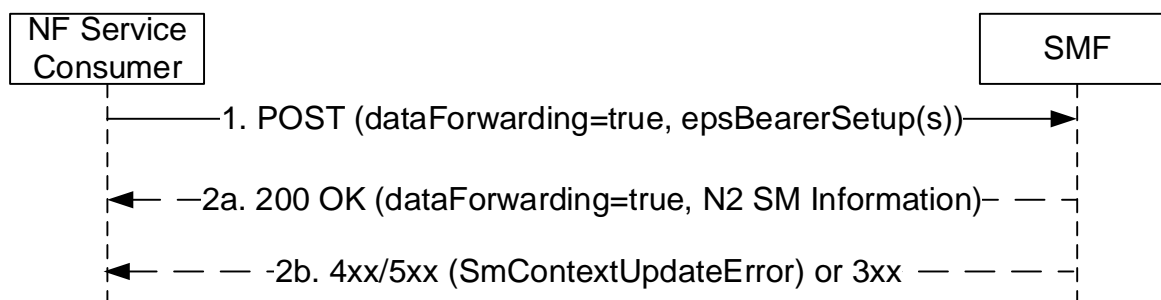 NF Service
Consumer
SMF
1. POST (dataForwarding=true, epsBearerSetup(s))
2a. 200 OK (dataForwarding=true, N2 SM Information)
2b. 4xx/5xx (SmContextUpdateError) or 3xx